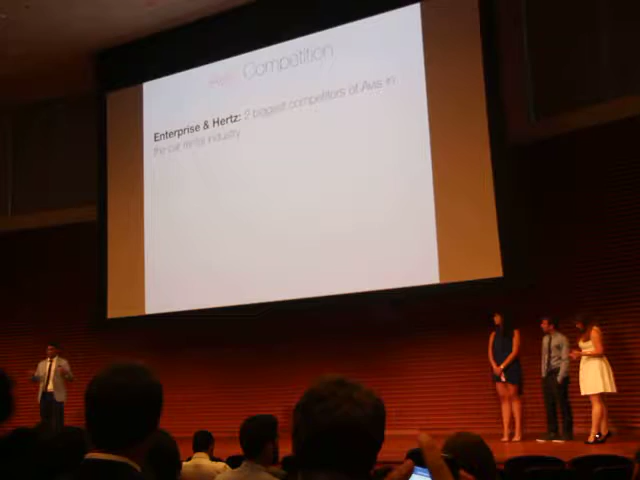 Competition
Enterprise & Hertz: 2 biggest competitors of Avis in
the car rental industry